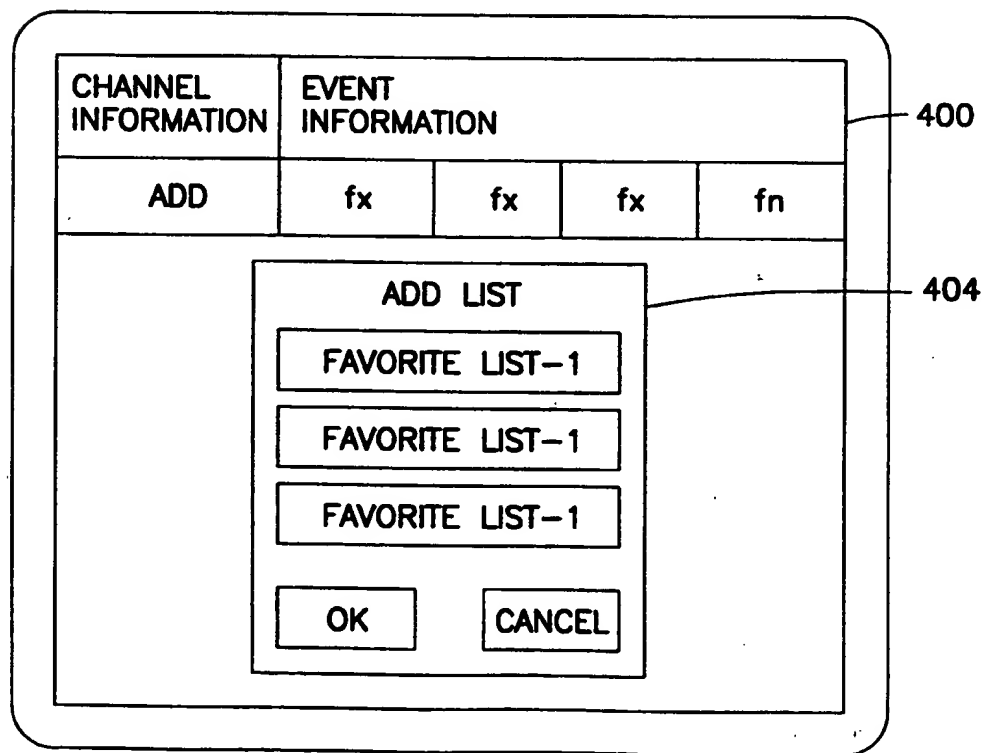 CHANNEL INFORMATION
EVENT INFORMATION
400
ADD fx fx fx fn
ADD LIST
404
FAVORITE LIST-1
FAVORITE LIST-1
FAVORITE LIST-1
OK CANCEL